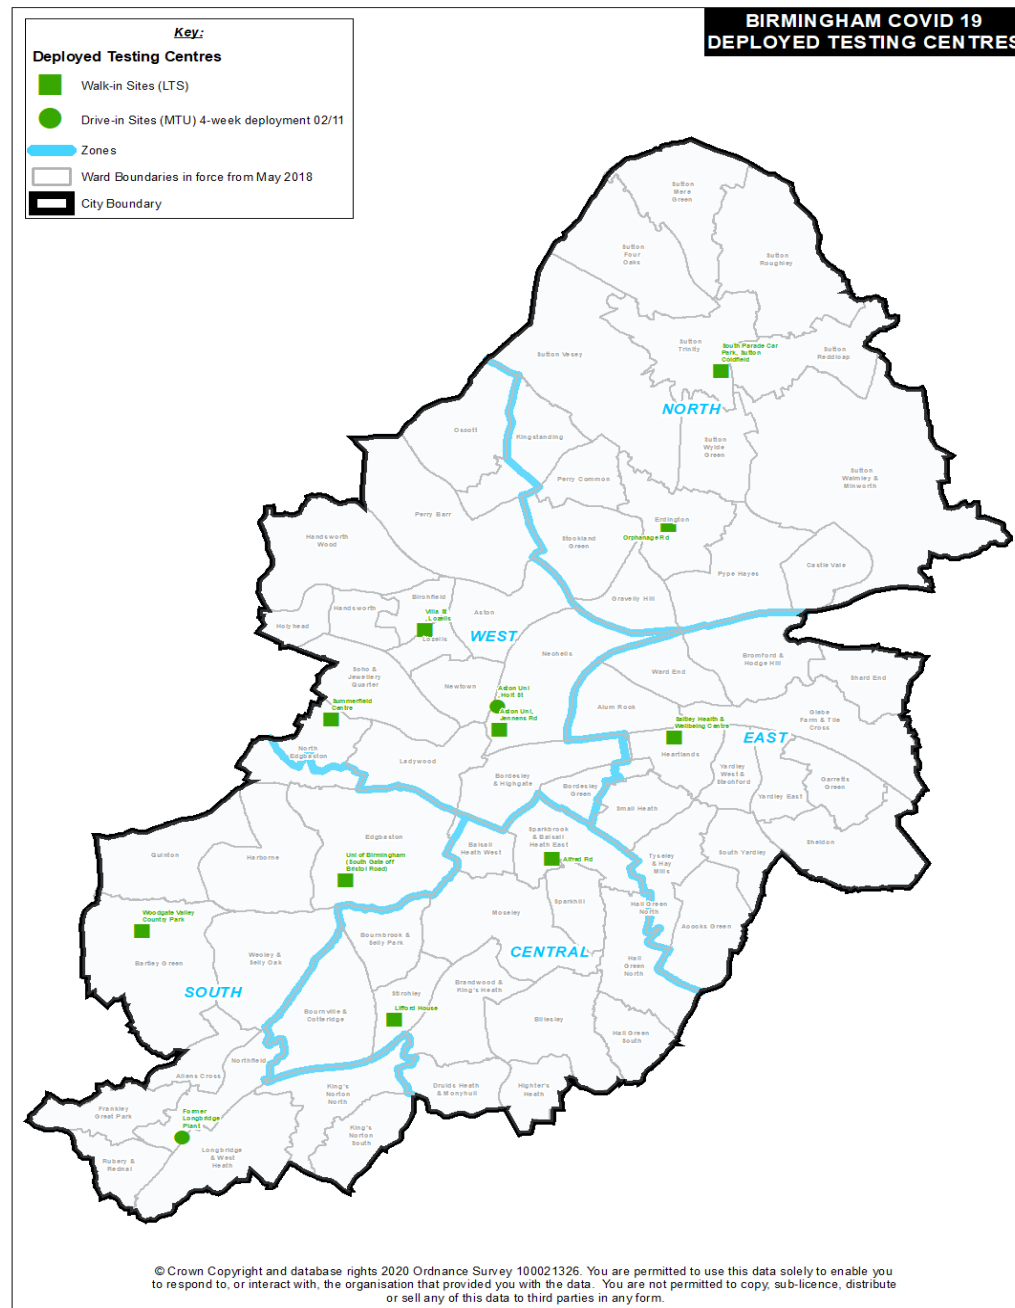 BIRMINGHAM COVID 19
DEPLOYED TESTING CENTRES
Key:
Deployed Testing Centres
Walk-in Sites (LTS)
Drive-in Sites (MTU) 4-week deployment 02/11
Zones
Ward Boundaries in force from May 2018
City Boundary
Sutton
Mere
Green
Sutton
Four
Oaks
Sutton
Roughley
Sutton Vesey
Sutton
Trinity
South Parade Car
Park, Sutton
Coldfield
Sutton
Reddicap
NORTH
Oscott
Kingstanding
Sutton
Wylde
Green
Sutton
Walmley &
Minworth
Perry Common
Perry Barr
Erdington
Orphanage Rd
Handsworth
Wood
Stockland
Green
Pype Hayes
Castle Vale
Gravelly Hill
Birchfield
Handsworth
Aston
Holyhead
Villa St
, Lozells
Lozells
WEST
Nechells
Ward End
Bromford &
Hodge Hill
Shard End
Soho &
Jewellery
Quarter
Newtown
Aston Uni
, Holt St
Aston Uni,
Jennens Rd
Alum Rock
Glebe
Farm & Tile
Cross
Summerfield
Centre
Saltley Health &
Wellbeing Centre
EAST
North
Edgbaston
Ladywood
Heartlands
Yardley
West &
Stechford
Garretts
Green
Bordesley
& Highgate
Bordesley
Green
Yardley East
Small Heath
Sheldon
Quinton
Harborne
Edgbaston
Balsall
Heath West
Sparkbrook
& Balsall
Heath East
Alfred Rd
Tyseley
& Hay
Mills
South Yardley
Uni of Birmingham
(South Gate off
Bristol Road)
Sparkhill
Moseley
Hall Green
North
Acocks Green
Woodgate Valley
Country Park
Bartley Green
Weoley &
Selly Oak
Bournbrook &
Selly Park
CENTRAL
Hall
Green
North
SOUTH
Brandwood &
King's Heath
Stirchley
Lifford House
Bournville &
Cotteridge
Billesley
Hall Green
South
Northfield
Allens Cross
King's
Norton
North
Druids Heath
& Monyhull
Highter's
Heath
Frankley
Great Park
Former
Longbridge
Plant
King's
Norton
South
Rubery &
Rednal
Longbridge
& West
Heath
© Crown Copyright and database rights 2020 Ordnance Survey 100021326. You are permitted to use this data solely to enable you
to respond to, or interact with, the organisation that provided you with the data. You are not permitted to copy, sub-licence, distribute
or sell any of this data to third parties in any form.